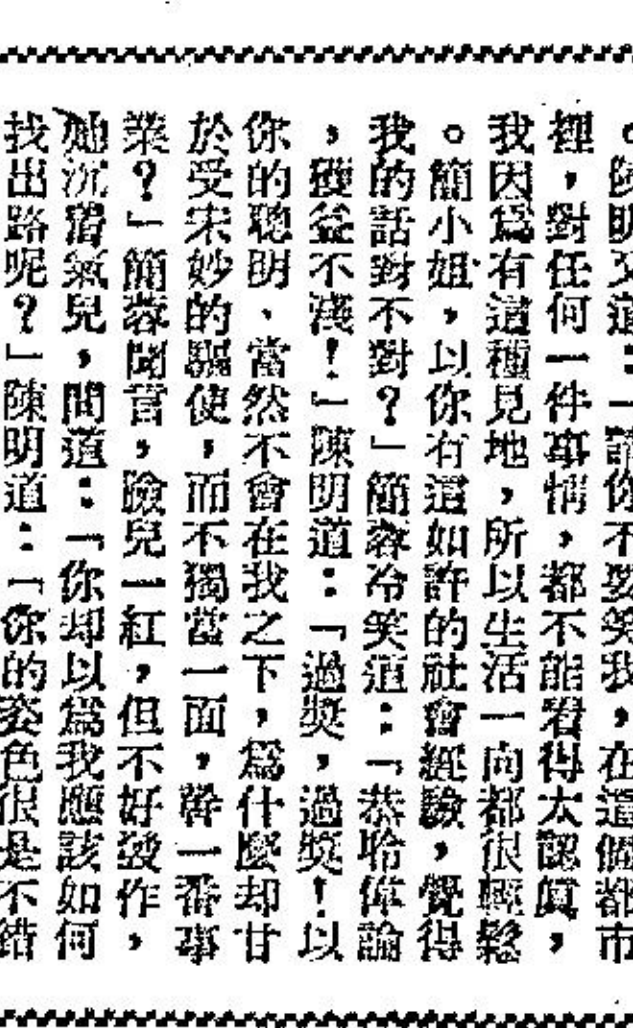 。陳明又道：「請你不要笑我，在這個都市
裡，對任何一件事情，都不能看得太認眞，
我因爲有這種見地，所以生活一向都很輕鬆
。簡小姐，以你有這如許的社會經驗，覺得
我的話對不對？」簡蓉冷笑道：「恭聆偉論
，獲益不淺！」陳明道：「過奬，過奬！以
你的聰明、當然不會在我之下，爲什麼却甘
於受宋妙的驅使，而不獨當一面，幹一番事
業？」簡蓉聞言，臉兒一紅，但不好發作，
她沉着氣兒，問道：「你却以爲我應該如何
找出路呢？」陳明道：「你的姿色很是不錯